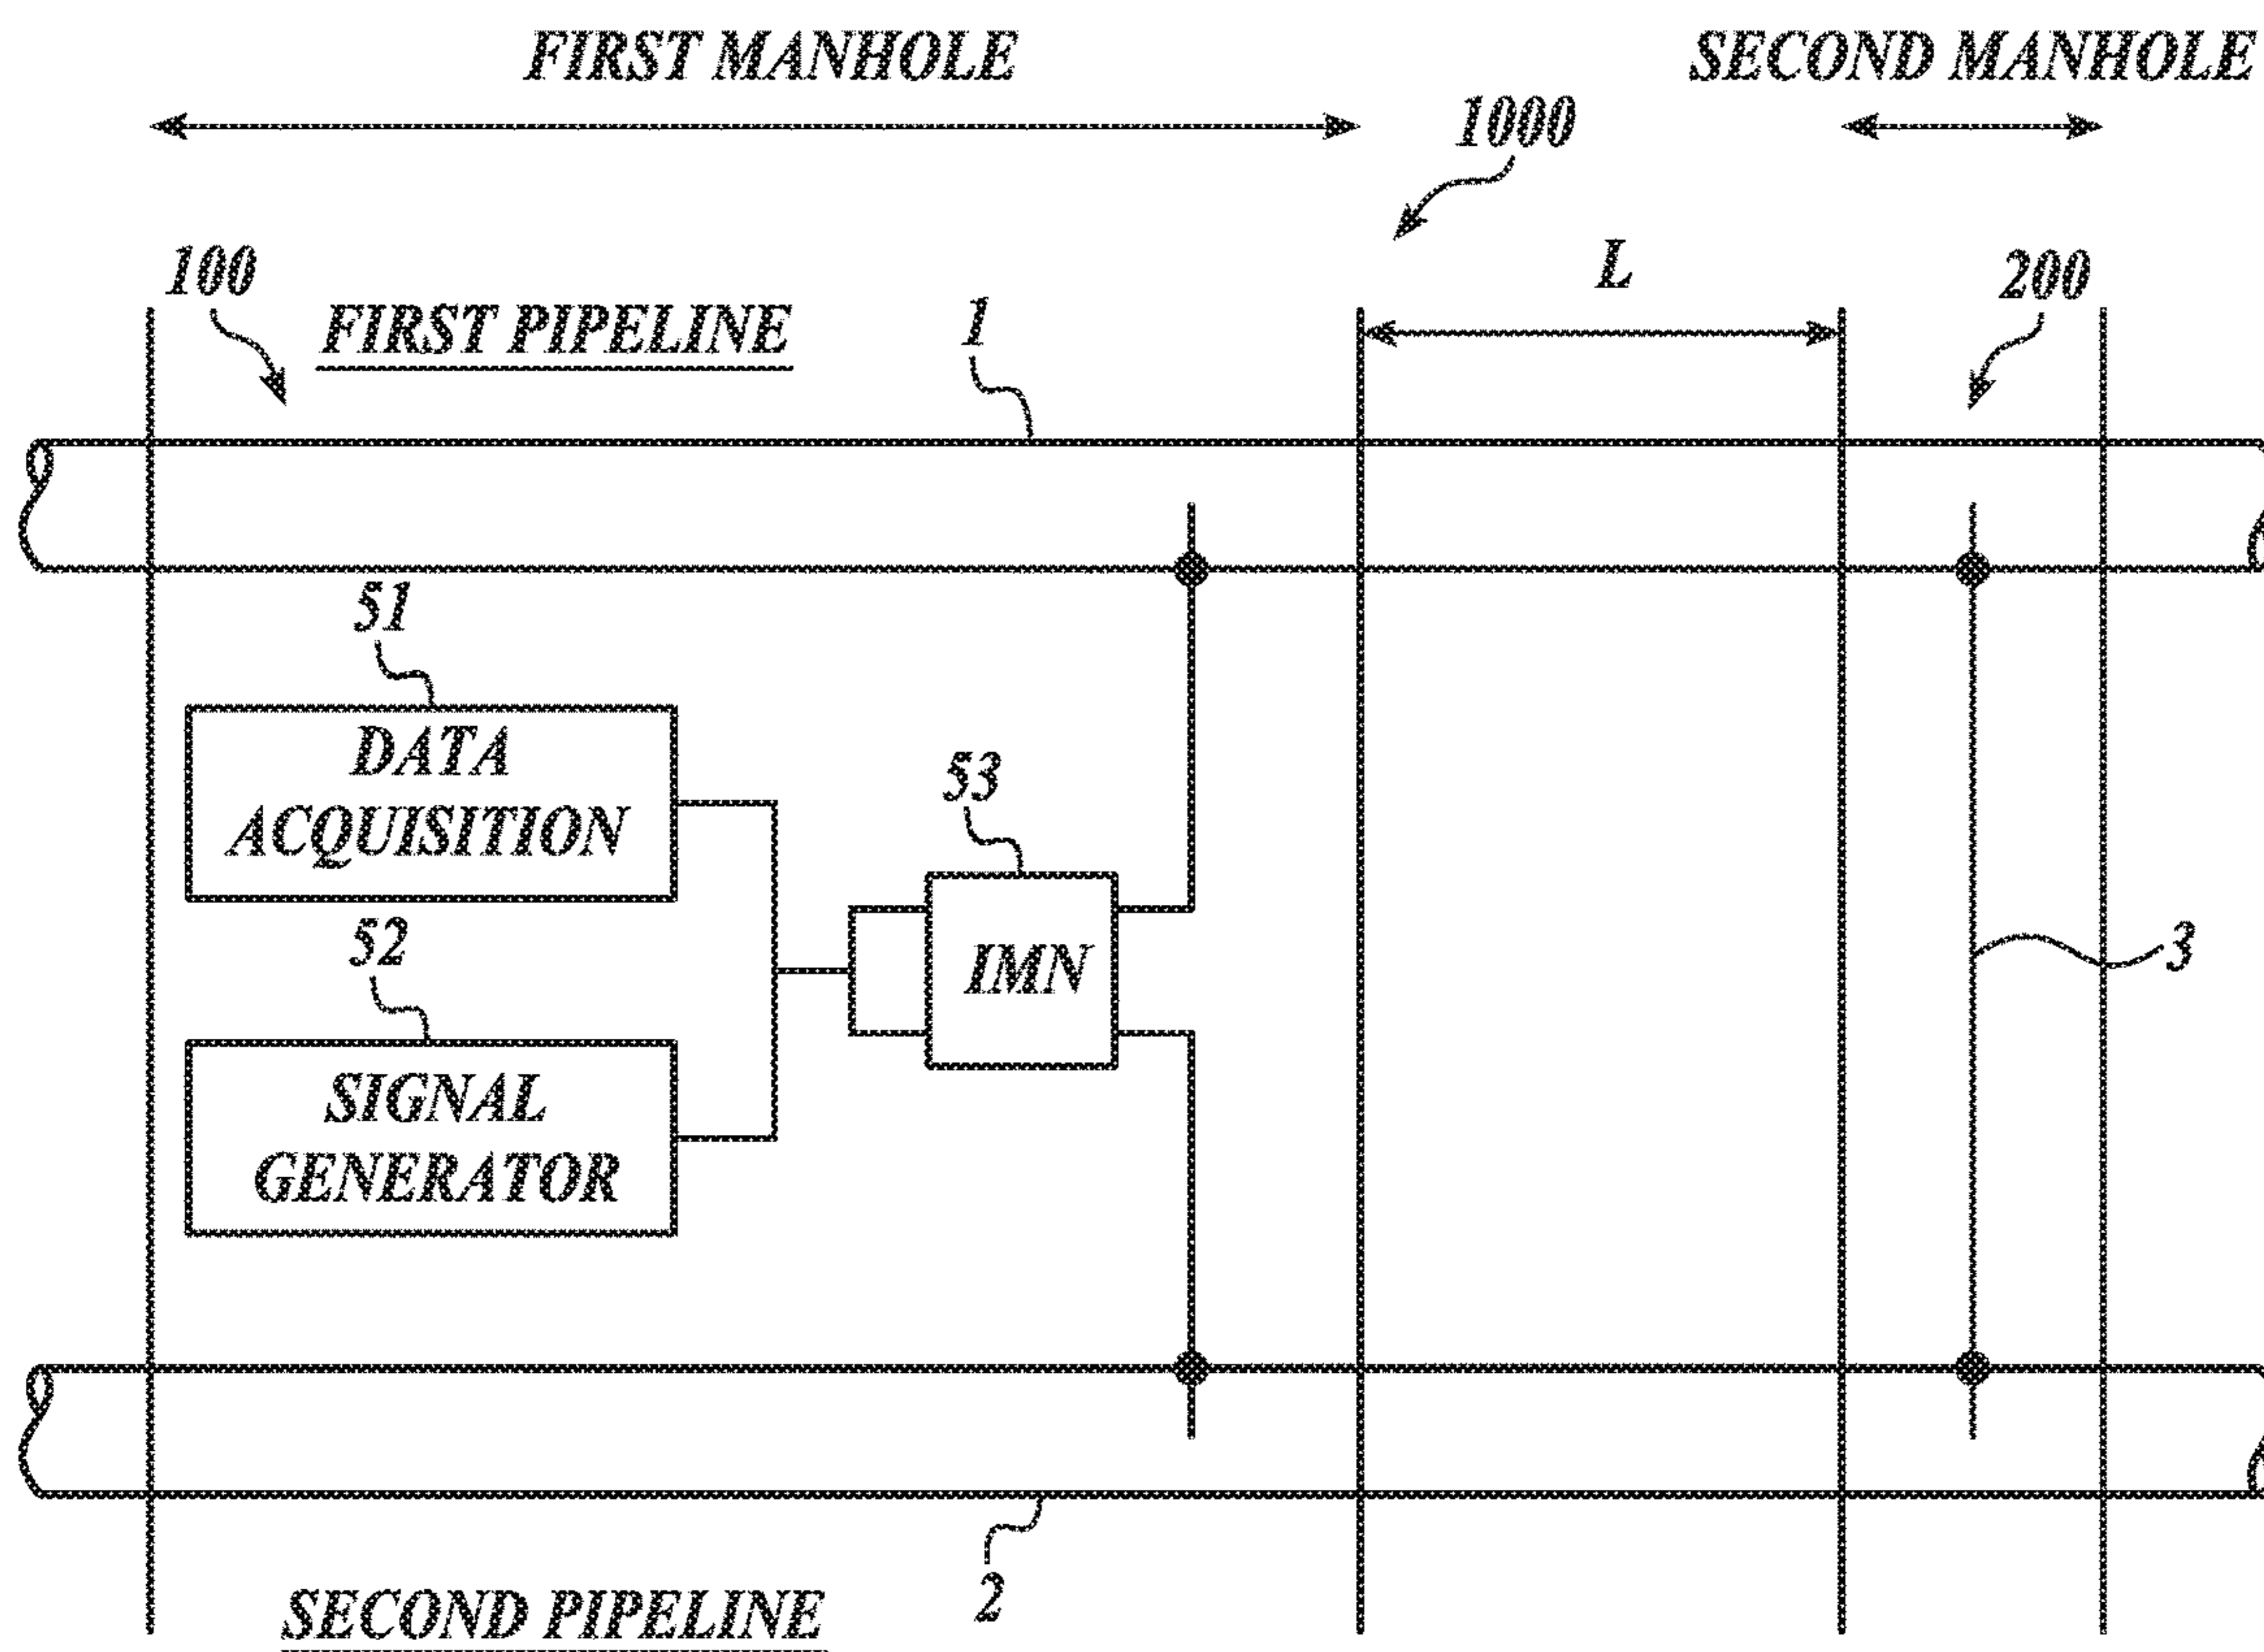 FIRST MANHOLE
SECOND MANHOLE
1000
100
FIRST PIPELINE
1
L
200
51
DATA
ACQUISITION
53
IMN
52
3
SIGNAL
GENERATOR
2
SECOND PIPELINE